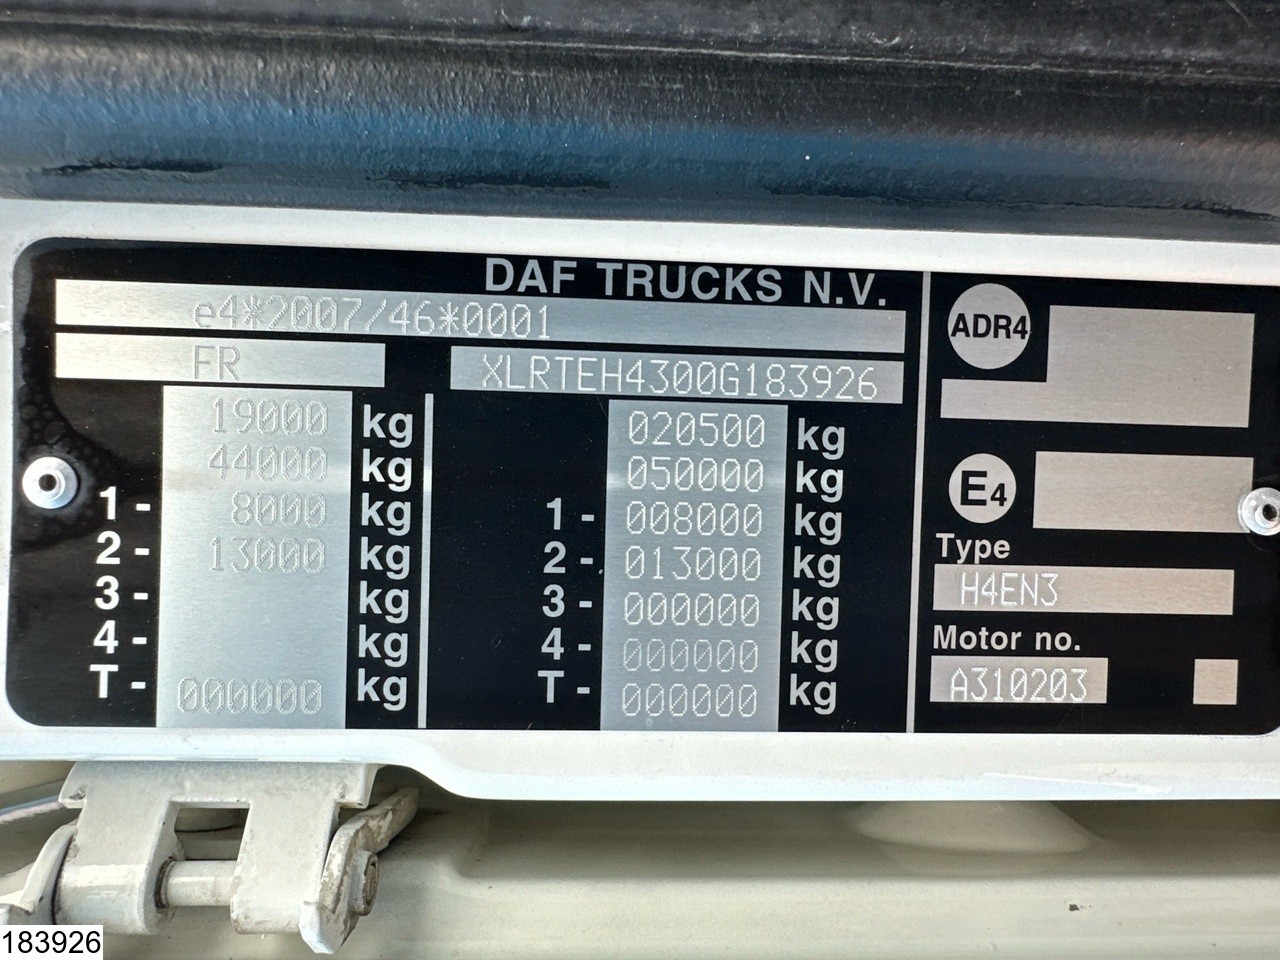 DAF TRUCKS N.V.
e4*2007/46*0001
FR
XLRTEH4300G183926
19000 kg
44000 kg
1 - 8000 kg
2 - 13000 kg
3 - kg
4 - kg
T - 000000 kg
020500 kg
050000 kg
1 - 008000 kg
2 - 013000 kg
3 - 000000 kg
4 - 000000 kg
T - 000000 kg
ADR4
E4
Type
H4EN3
Motor no.
A310203
183926